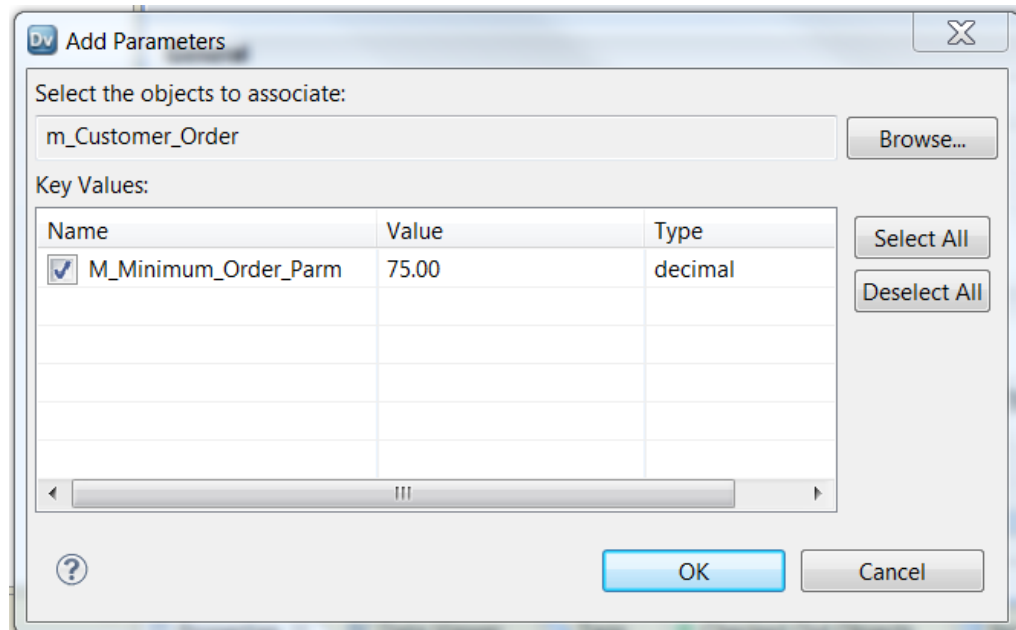 Dv Add Parameters
General
Select the objects to associate:
m_Customer_Order Browse...
Key Values:
Name Value Type Select All
M_Minimum_Order_Parm 75.00 decimal
Deselect All
? OK Cancel